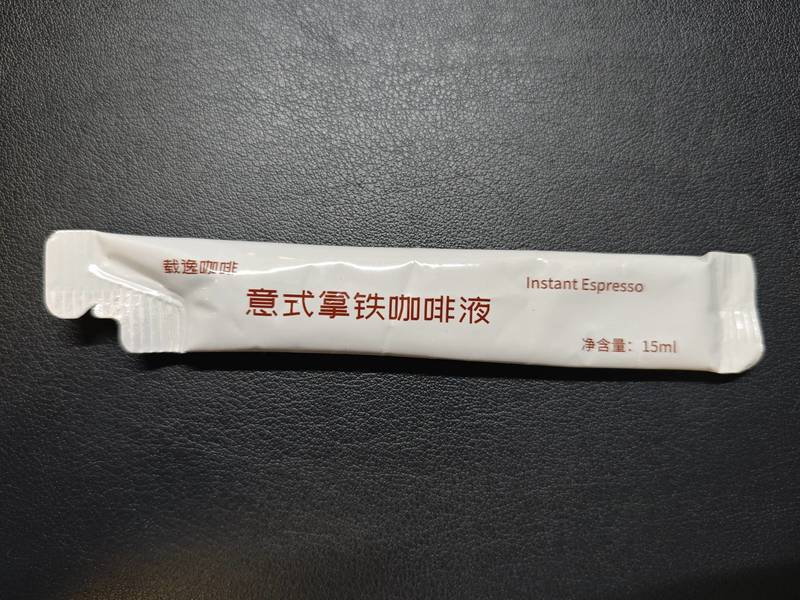 载逸咖啡
意式拿铁咖啡液
Instant Espresso
净含量：15ml